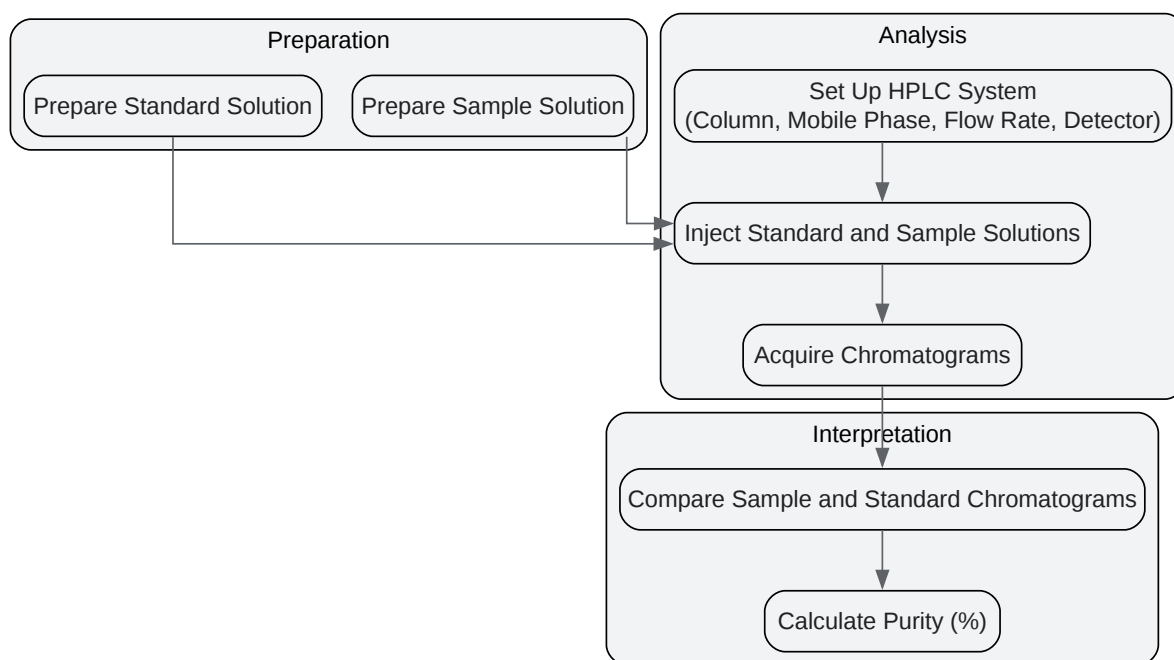 Preparation
Prepare Standard Solution
Prepare Sample Solution
Analysis
Set Up HPLC System
(Column, Mobile Phase, Flow Rate, Detector)
Inject Standard and Sample Solutions
Acquire Chromatograms
Interpretation
Compare Sample and Standard Chromatograms
Calculate Purity (%)